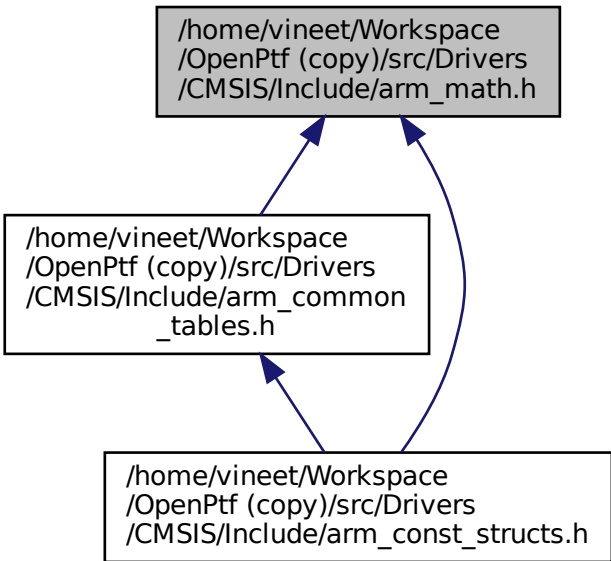 /home/vineet/Workspace
/OpenPtf (copy)/src/Drivers
/CMSIS/Include/arm_math.h
/home/vineet/Workspace
/OpenPtf (copy)/src/Drivers
/CMSIS/Include/arm_common
_tables.h
/home/vineet/Workspace
/OpenPtf (copy)/src/Drivers
/CMSIS/Include/arm_const_structs.h